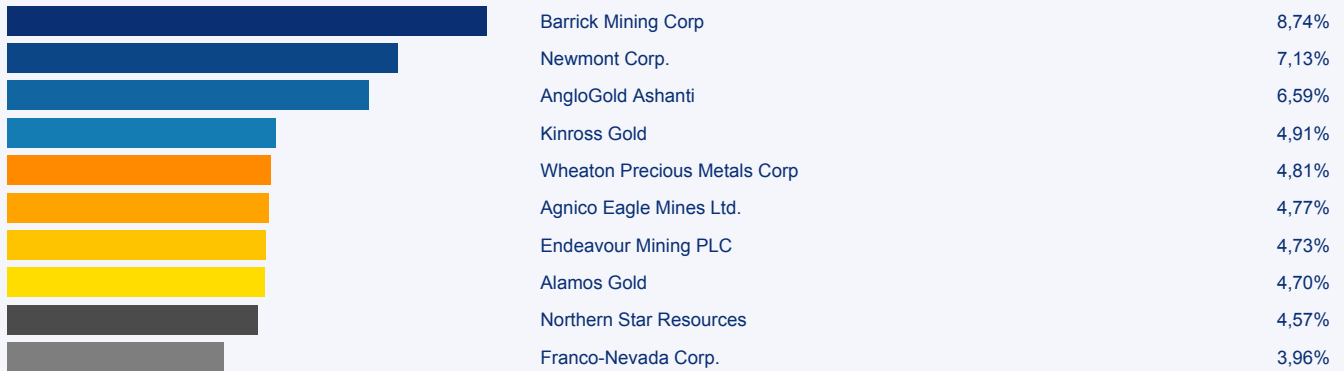 Barrick Mining Corp 8,74%
Newmont Corp. 7,13%
AngloGold Ashanti 6,59%
Kinross Gold 4,91%
Wheaton Precious Metals Corp 4,81%
Agnico Eagle Mines Ltd. 4,77%
Endeavour Mining PLC 4,73%
Alamos Gold 4,70%
Northern Star Resources 4,57%
Franco-Nevada Corp. 3,96%